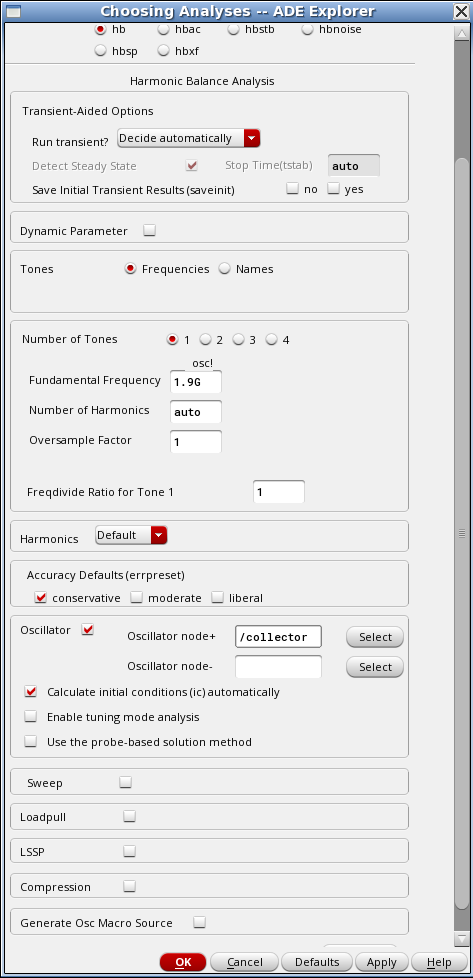 Choosing Analyses -- ADE Explorer
hb hbac hbstb hbnoise
hbsp hbxf
Harmonic Balance Analysis
Transient-Aided Options
Run transient? Decide automatically
Detect Steady State Stop Time(tstab) auto
Save Initial Transient Results (saveinit) no yes
Dynamic Parameter
Tones Frequencies Names
Number of Tones 1 2 3 4
osc!
Fundamental Frequency 1.9G
Number of Harmonics auto
Oversample Factor 1
Freqdivide Ratio for Tone 1 1
Harmonics Default
Accuracy Defaults (errpreset)
conservative moderate liberal
Oscillator Oscillator node+ /collector Select
Oscillator node- Select
Calculate initial conditions (ic) automatically
Enable tuning mode analysis
Use the probe-based solution method
Sweep
Loadpull
LSSP
Compression
Generate Osc Macro Source
OK Cancel Defaults Apply Help